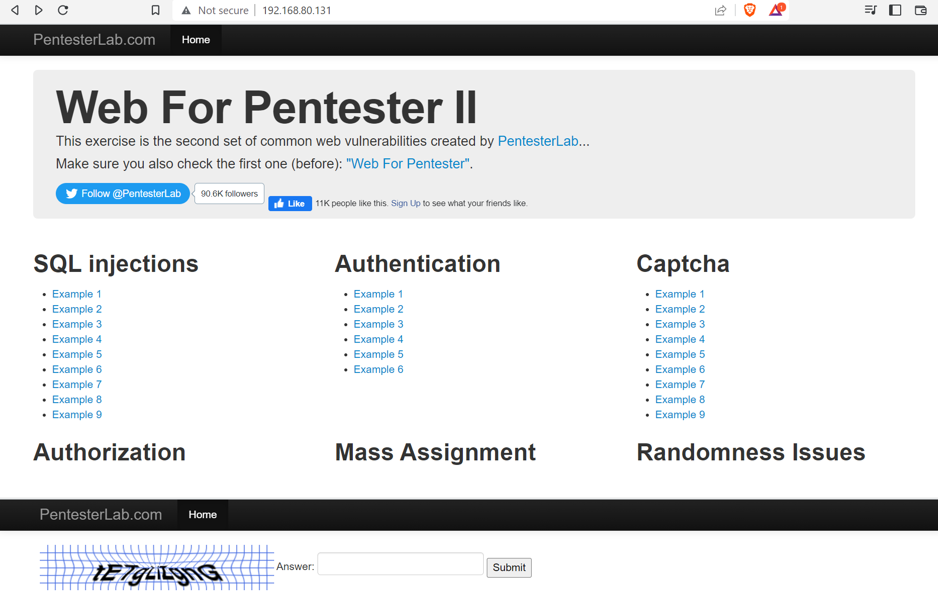 Not secure 192.168.80.131
PentesterLab.com Home
Web For Pentester II
This exercise is the second set of common web vulnerabilities created by PentesterLab...
Make sure you also check the first one (before): "Web For Pentester".
Follow @PentesterLab 90.6K followers Like 11K people like this. Sign Up to see what your friends like.
SQL injections
Example 1
Example 2
Example 3
Example 4
Example 5
Example 6
Example 7
Example 8
Example 9
Authentication
Example 1
Example 2
Example 3
Example 4
Example 5
Example 6
Captcha
Example 1
Example 2
Example 3
Example 4
Example 5
Example 6
Example 7
Example 8
Example 9
Authorization
Mass Assignment
Randomness Issues
PentesterLab.com Home
Answer: Submit